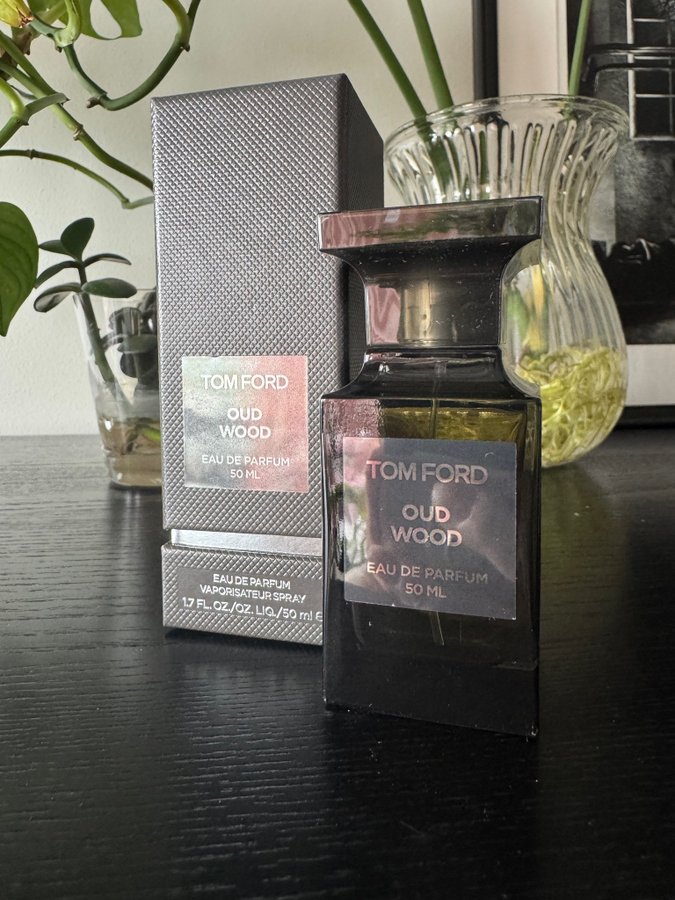 TOM FORD
OUD
WOOD
EAU DE PARFUM
50 ML
EAU DE PARFUM
VAPORISATEUR SPRAY
1.7 FL. OZ./OZ. LIQ./50 ml e
TOM FORD
OUD
WOOD
EAU DE PARFUM
50 ML